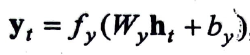 y_t = f_y(W_y h_t + b_y)